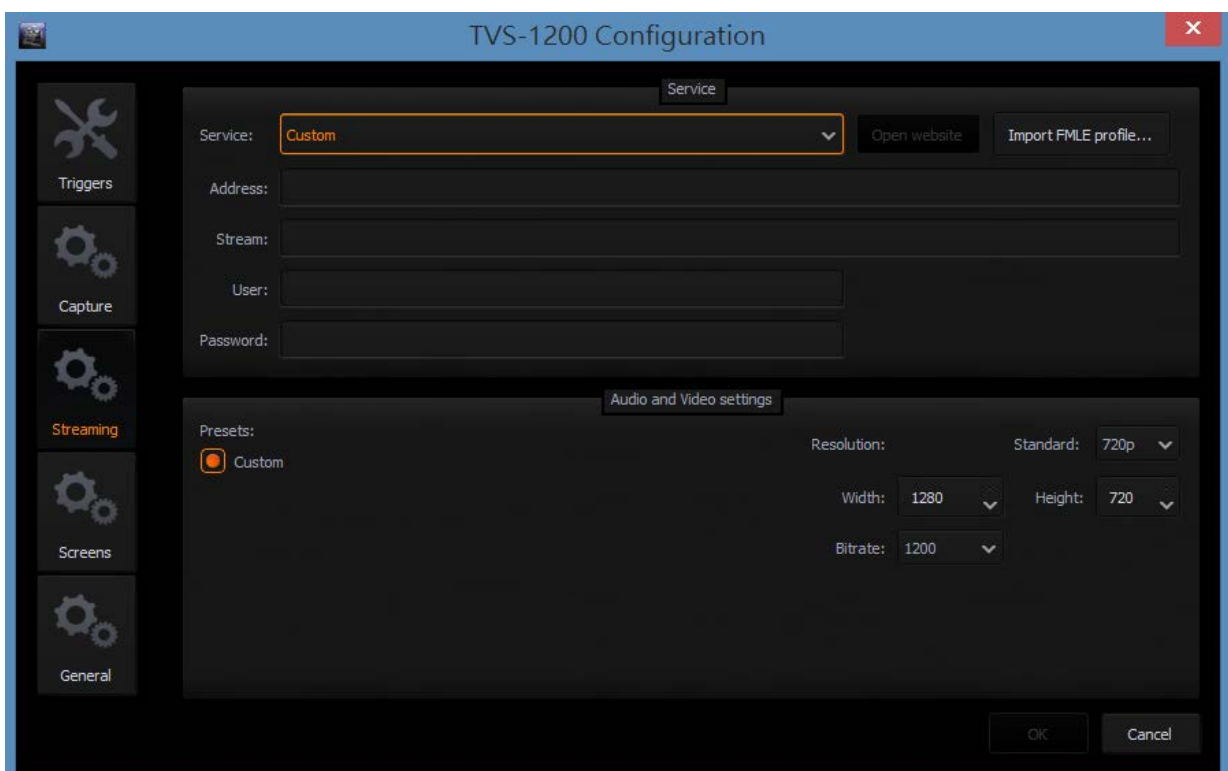 TVS-1200 Configuration
x
Triggers
Capture
Streaming
Screens
General
Service
Service: Custom Open website Import FMLE profile...
Address:
Stream:
User:
Password:
Audio and Video settings
Presets:
Custom
Resolution: Standard: 720p
Width: 1280 Height: 720
Bitrate: 1200
OK Cancel